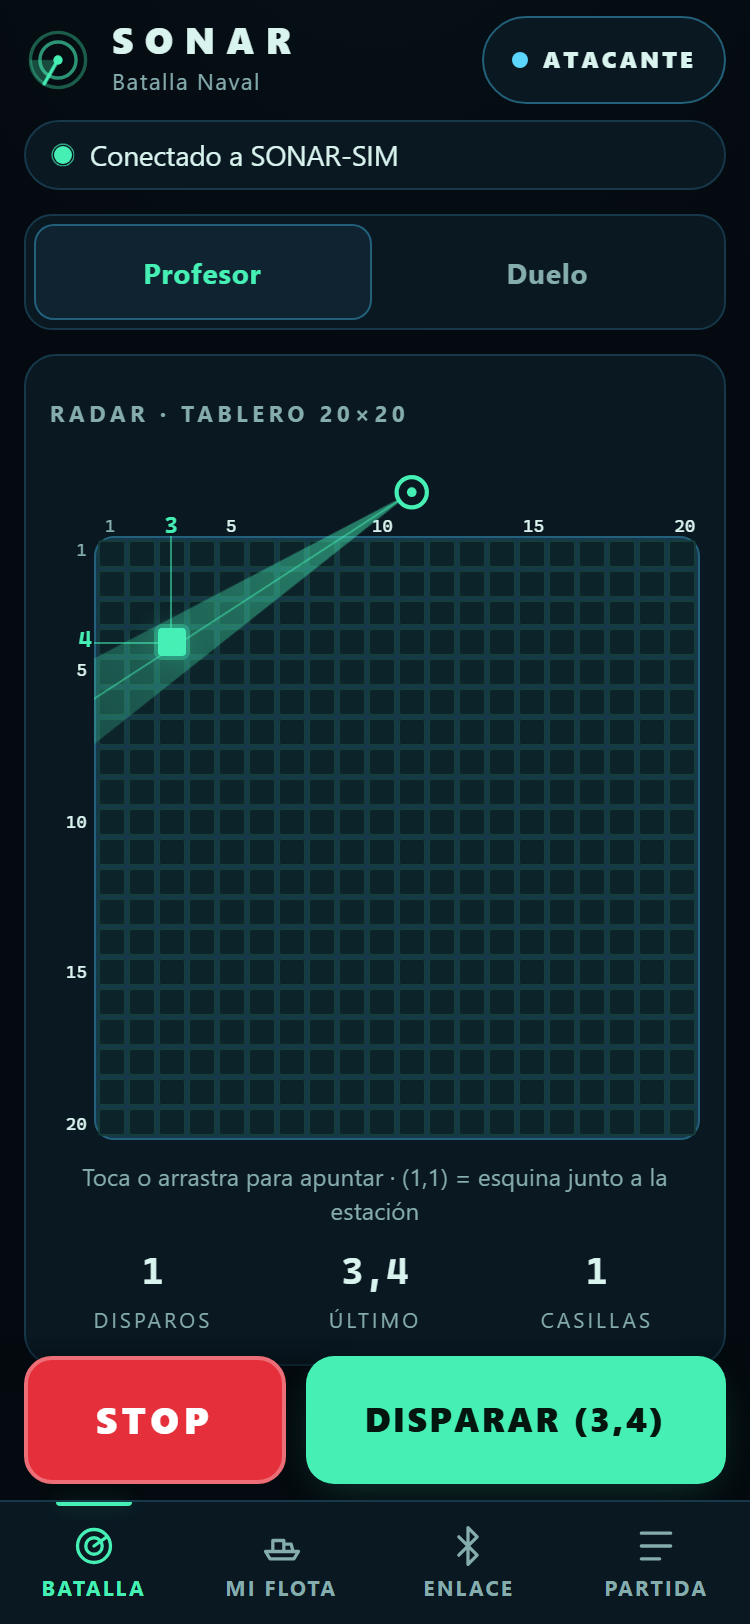 SONAR
Batalla Naval
ATACANTE
Conectado a SONAR-SIM
Profesor
Duelo
RADAR · TABLERO 20×20
1 3 5 10 15 20
1
4
5
10
15
20
Toca o arrastra para apuntar · (1,1) = esquina junto a la
estación
1 3,4 1
DISPAROS ÚLTIMO CASILLAS
STOP
DISPARAR (3,4)
BATALLA MI FLOTA ENLACE PARTIDA